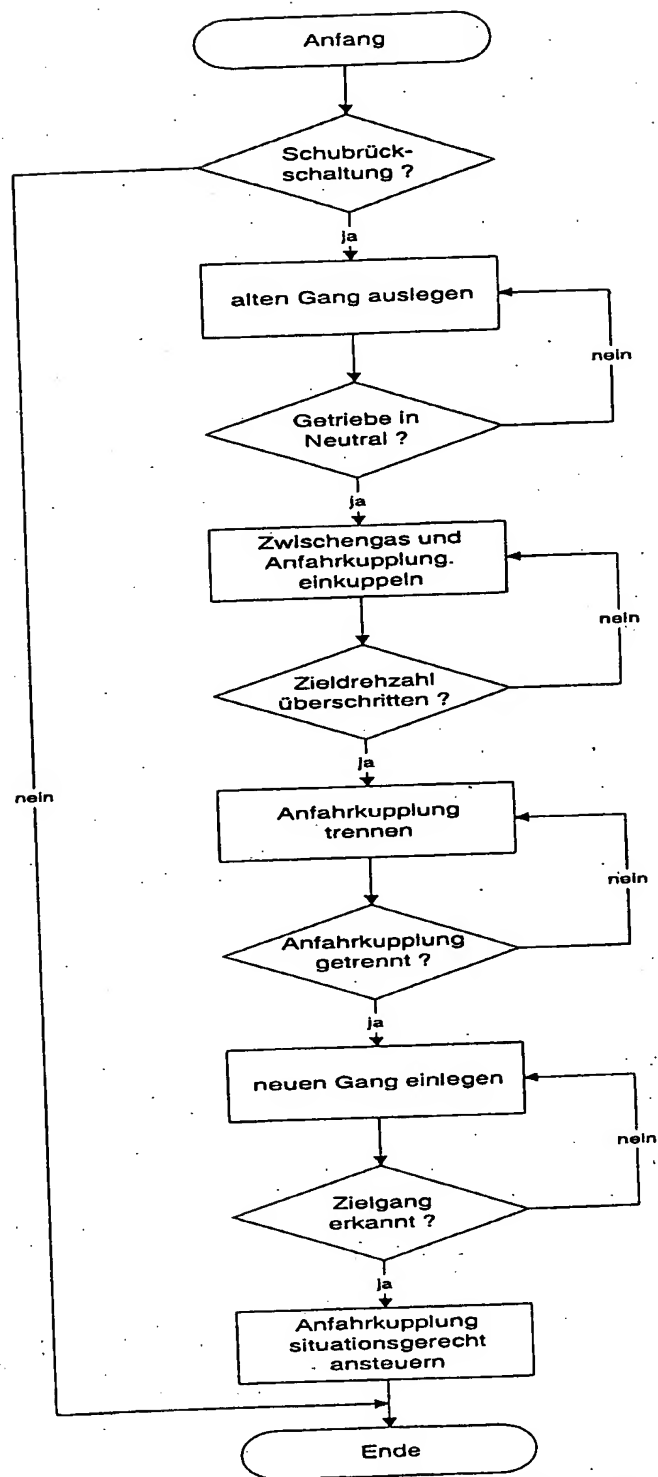 Anfang
Schubrück-
schaltung ?
ja
alten Gang auslegen
nein
Getriebe in
Neutral ?
ja
Zwischengas und
Anfahrkupplung.
einkuppeln
nein
Zieldrehzahl
überschritten ?
ja
nein
Anfahrkupplung
trennen
nein
Anfahrkupplung
getrennt ?
ja
neuen Gang einlegen
nein
Zielgang
erkannt ?
ja
Anfahrkupplung
situationsgerecht
ansteuern
Ende